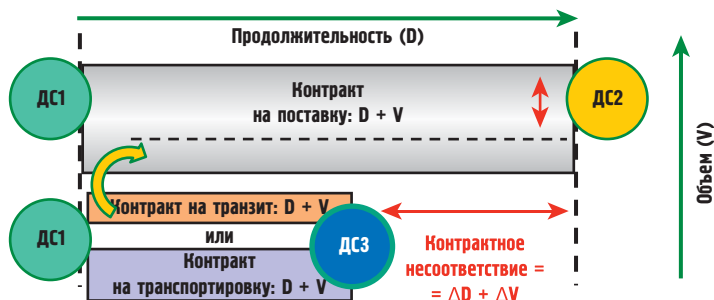 Продолжительность (D)
ДС1
Контракт
на поставку: D + V
ДС2
Объем (V)
Контракт на транзит: D + V
ДС1
или
ДС3
Контракт
на транспортировку: D + V
Контрактное
несоответствие =
= ΔD + ΔV